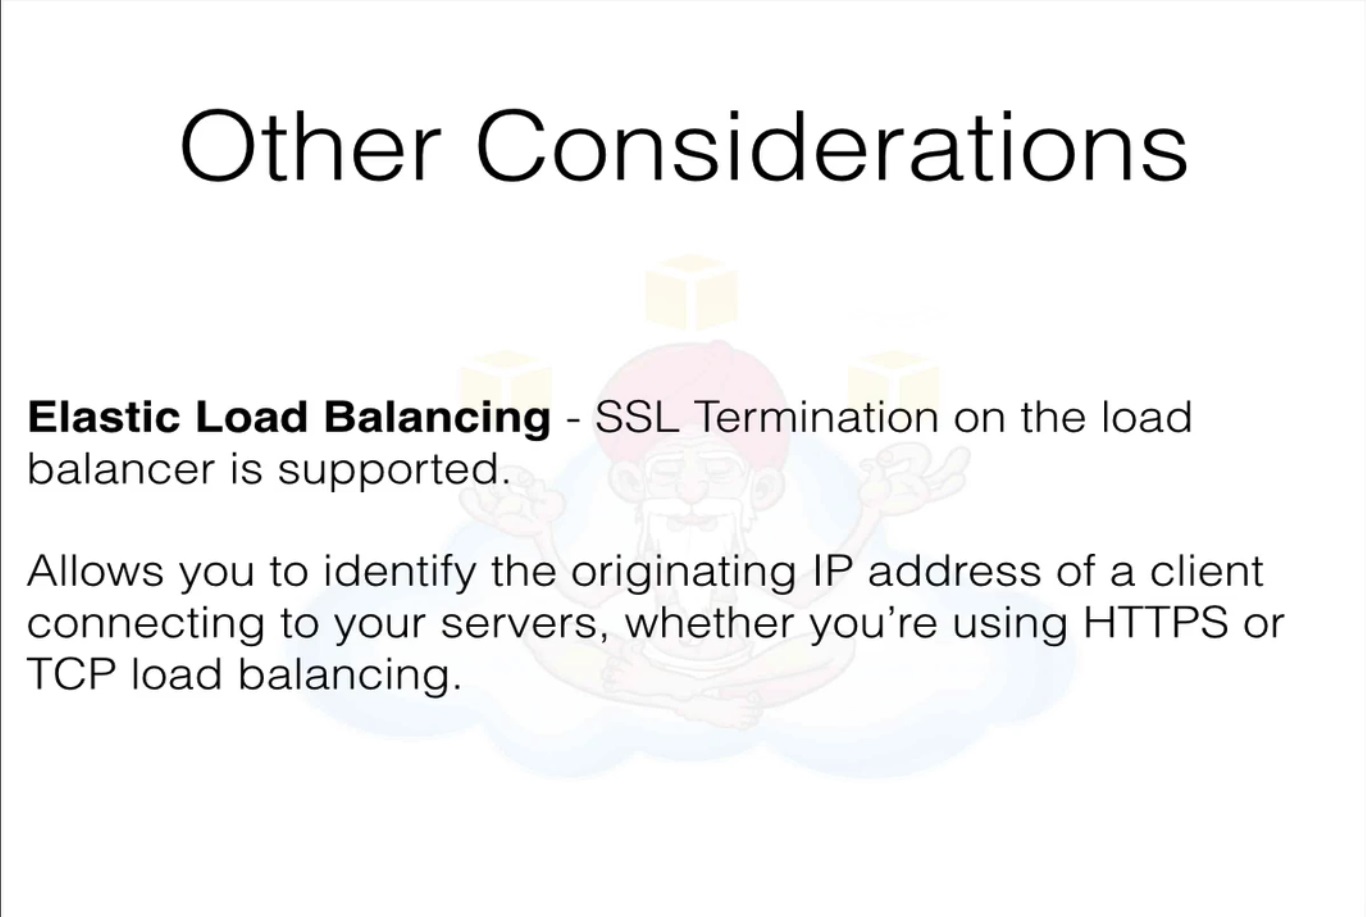 Other Considerations
Elastic Load Balancing - SSL Termination on the load
balancer is supported.
Allows you to identify the originating IP address of a client
connecting to your servers, whether you’re using HTTPS or
TCP load balancing.